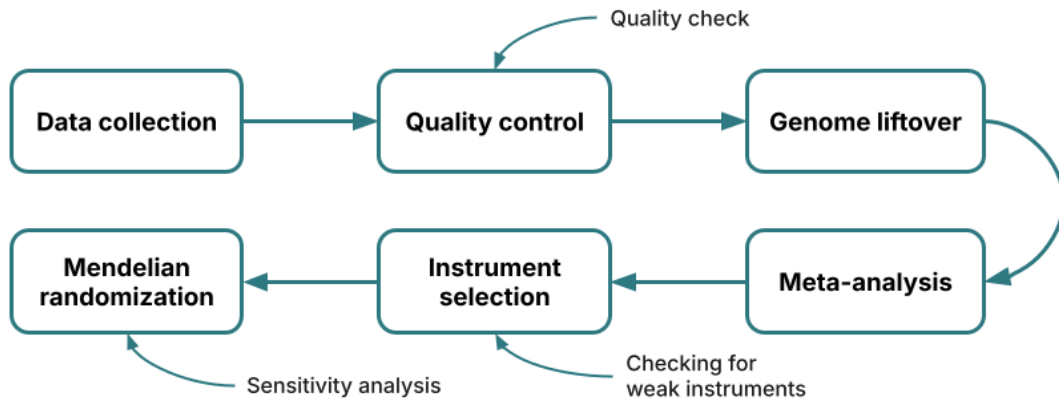 Quality check
Data collection
Quality control
Genome liftover
Mendelian
randomization
Instrument
selection
Meta-analysis
Sensitivity analysis
Checking for
weak instruments